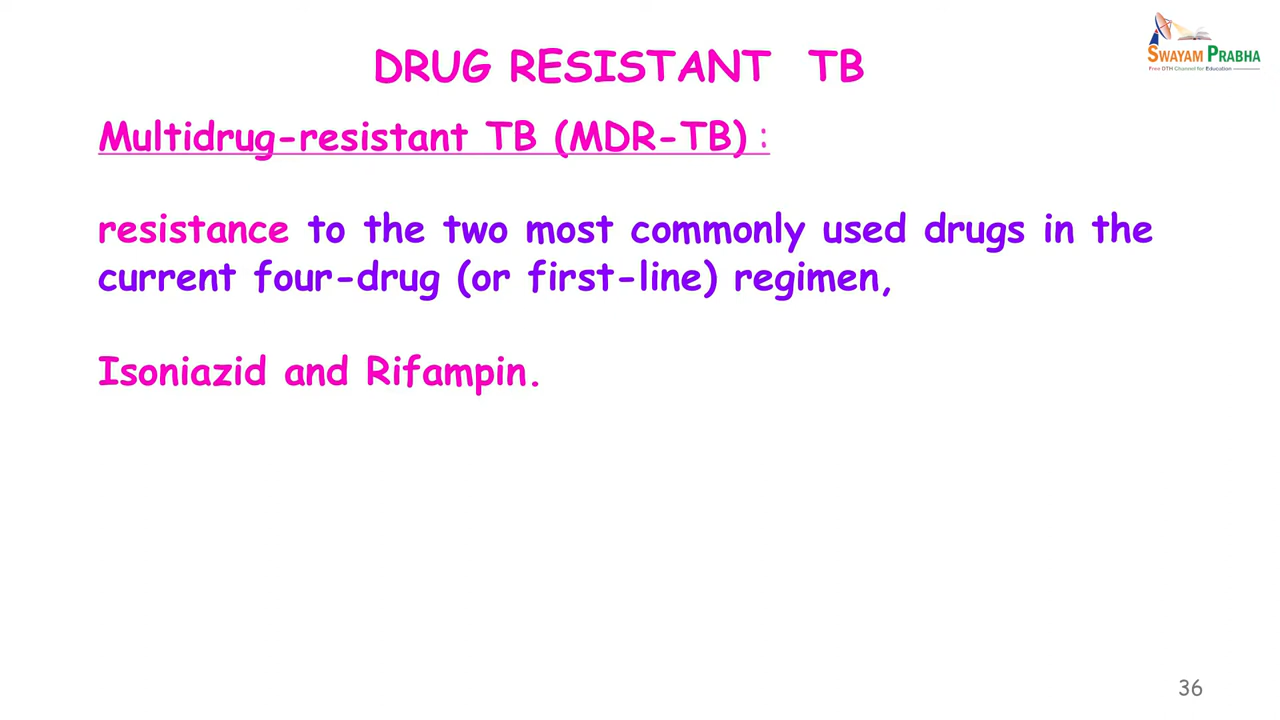 SWAYAM PRABHA
Free DTH Channel for Education
DRUG RESISTANT TB
Multidrug-resistant TB (MDR-TB) :
resistance to the two most commonly used drugs in the
current four-drug (or first-line) regimen,
Isoniazid and Rifampin.
36